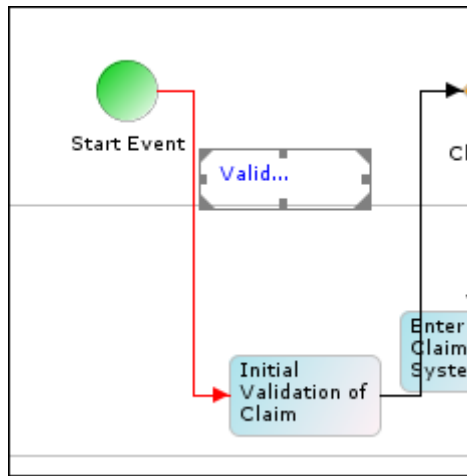 Start Event
Valid...
Cl
Initial
Validation of
Claim
Enter
Claim
Syste